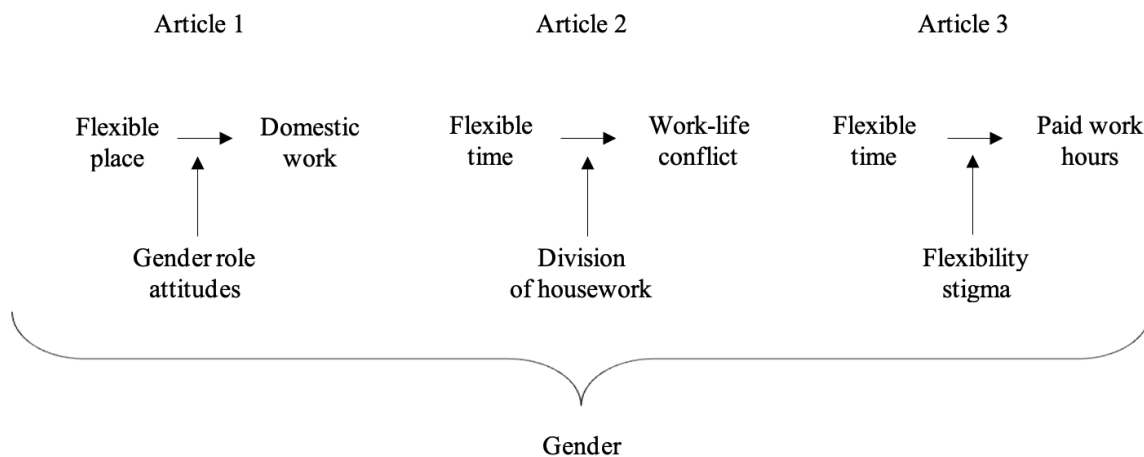 Article 1
Article 2
Article 3
Flexible
place
Domestic
work
Flexible
time
Work-life
conflict
Flexible
time
Paid work
hours
Gender role
attitudes
Division
of housework
Flexibility
stigma
Gender